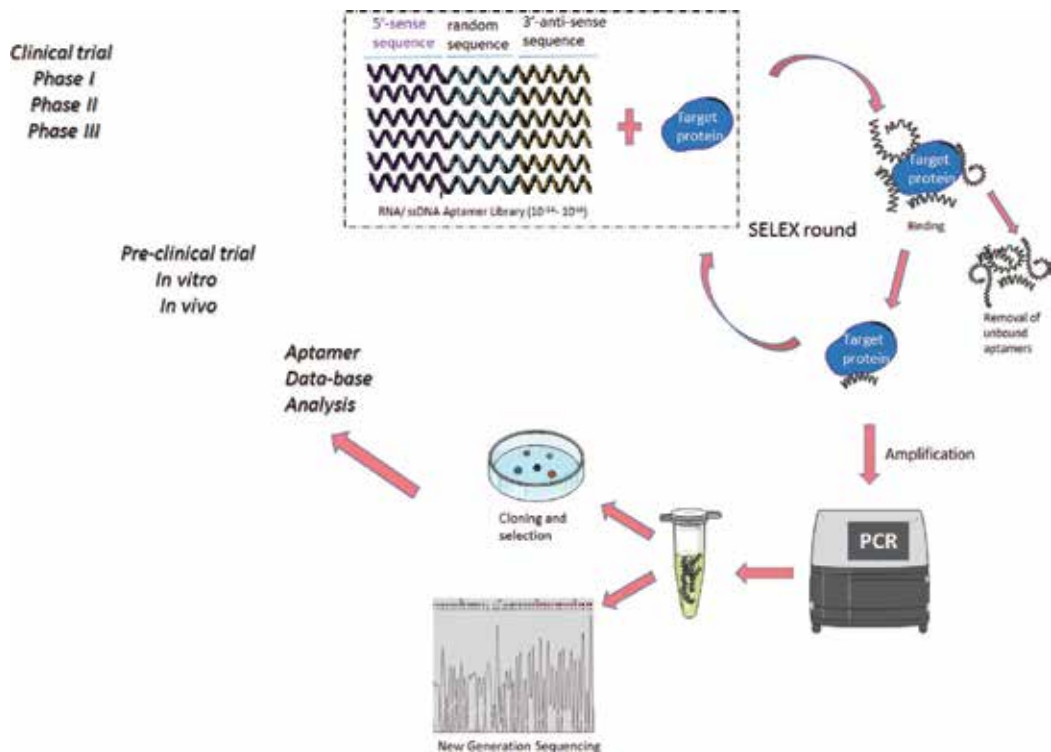 5'-sense sequence
random sequence
3'-anti-sense sequence
Clinical trial
Phase I
Phase II
Phase III
Target protein
RNA/ ssDNA Aptamer Library
Target protein
Binding
SELEX round
Removal of
unbound
aptamers
Pre-clinical trial
In vitro
In vivo
Target protein
Aptamer
Data-base
Analysis
Amplification
Cloning and
selection
PCR
New Generation Sequencing